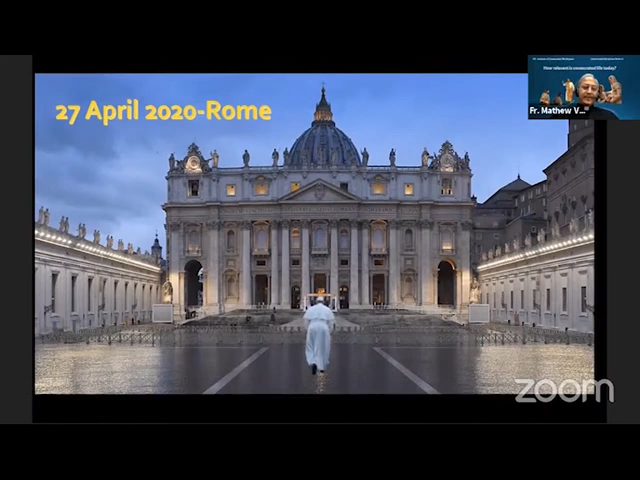 27 April 2020-Rome
How relevant is consecrated life today?
Fr. Mathew V...
zoom